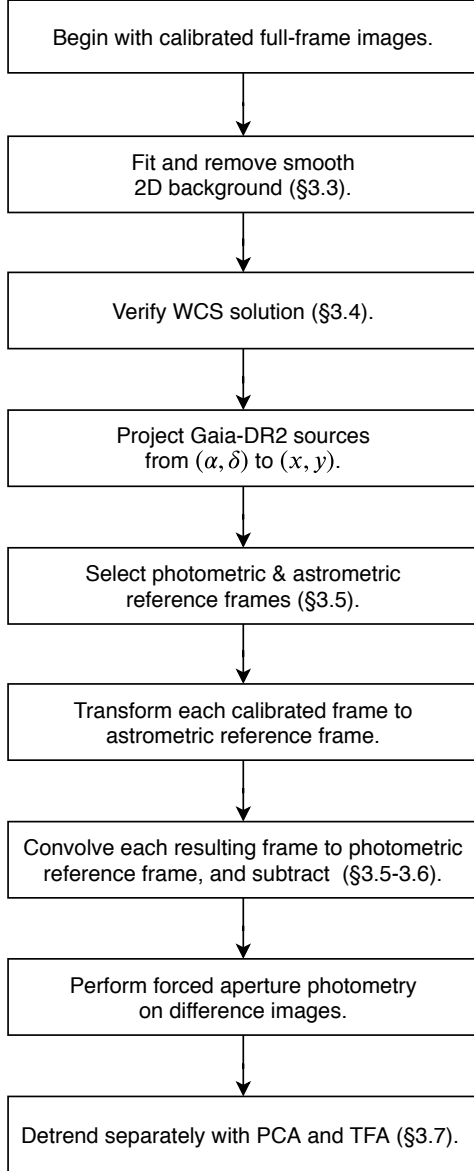 Begin with calibrated full-frame images.
Fit and remove smooth
2D background (§3.3).
Verify WCS solution (§3.4).
Project Gaia-DR2 sources
from (α, δ) to (x, y).
Select photometric & astrometric
reference frames (§3.5).
Transform each calibrated frame to
astrometric reference frame.
Convolve each resulting frame to photometric
reference frame, and subtract (§3.5-3.6).
Perform forced aperture photometry
on difference images.
Detrend separately with PCA and TFA (§3.7).